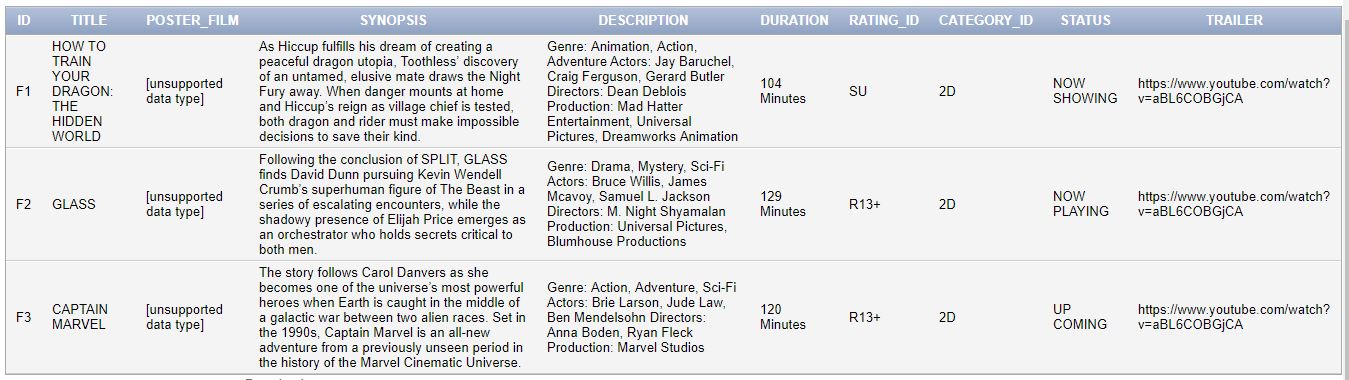 ID TITLE POSTER_FILM SYNOPSIS DESCRIPTION DURATION RATING_ID CATEGORY_ID STATUS TRAILER
F1
HOW TO
TRAIN
YOUR
DRAGON:
THE
HIDDEN
WORLD
[unsupported
data type]
As Hiccup fulfills his dream of creating a
peaceful dragon utopia, Toothless’ discovery
of an untamed, elusive mate draws the Night
Fury away. When danger mounts at home
and Hiccup’s reign as village chief is tested,
both dragon and rider must make impossible
decisions to save their kind.
Genre: Animation, Action,
Adventure Actors: Jay Baruchel,
Craig Ferguson, Gerard Butler
Directors: Dean Deblois
Production: Mad Hatter
Entertainment, Universal
Pictures, Dreamworks Animation
104
Minutes
SU
2D
NOW
SHOWING
https://www.youtube.com/watch?
v=aBL6COBGjCA
F2
GLASS
[unsupported
data type]
Following the conclusion of SPLIT, GLASS
finds David Dunn pursuing Kevin Wendell
Crumb’s superhuman figure of The Beast in a
series of escalating encounters, while the
shadowy presence of Elijah Price emerges as
an orchestrator who holds secrets critical to
both men.
Genre: Drama, Mystery, Sci-Fi
Actors: Bruce Willis, James
Mcavoy, Samuel L. Jackson
Directors: M. Night Shyamalan
Production: Universal Pictures,
Blumhouse Productions
129
Minutes
R13+
2D
NOW
PLAYING
https://www.youtube.com/watch?
v=aBL6COBGjCA
F3
CAPTAIN
MARVEL
[unsupported
data type]
The story follows Carol Danvers as she
becomes one of the universe’s most powerful
heroes when Earth is caught in the middle of
a galactic war between two alien races. Set in
the 1990s, Captain Marvel is an all-new
adventure from a previously unseen period in
the history of the Marvel Cinematic Universe.
Genre: Action, Adventure, Sci-Fi
Actors: Brie Larson, Jude Law,
Ben Mendelsohn Directors:
Anna Boden, Ryan Fleck
Production: Marvel Studios
120
Minutes
R13+
2D
UP
COMING
https://www.youtube.com/watch?
v=aBL6COBGjCA